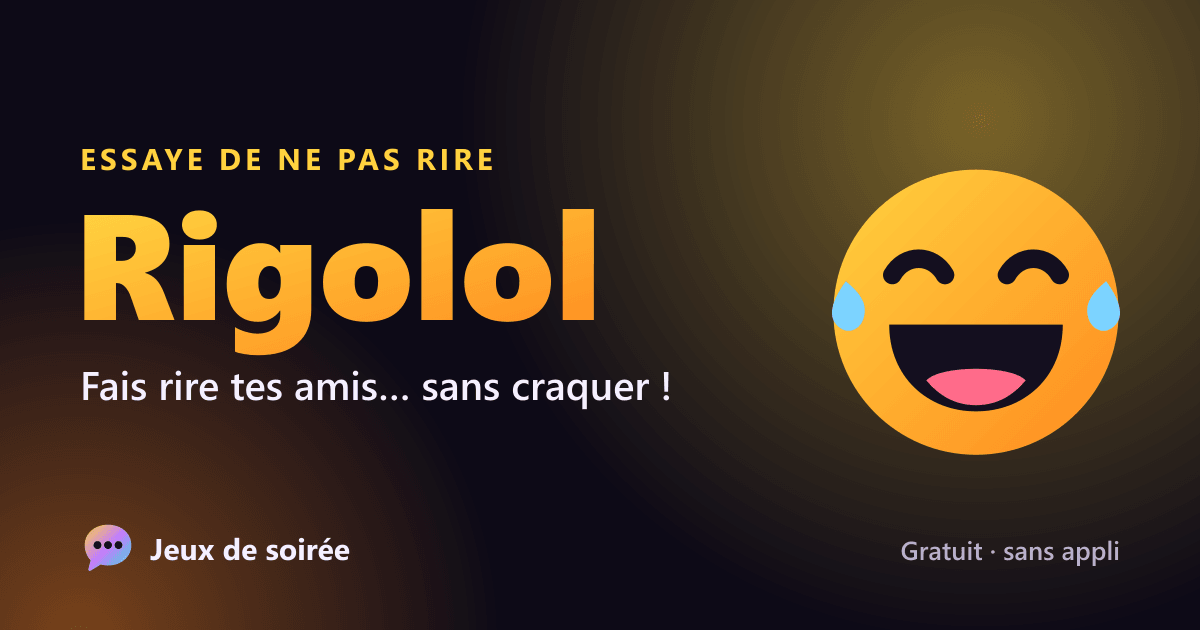 ESSAYE DE NE PAS RIRE
Rigolol
Fais rire tes amis... sans craquer !
Jeux de soirée
Gratuit · sans appli